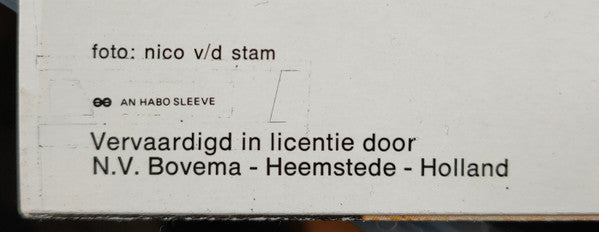 foto: nico v/d stam
AN HABO SLEEVE
Vervaardigd in licentie door
N.V. Bovema - Heemstede - Holland